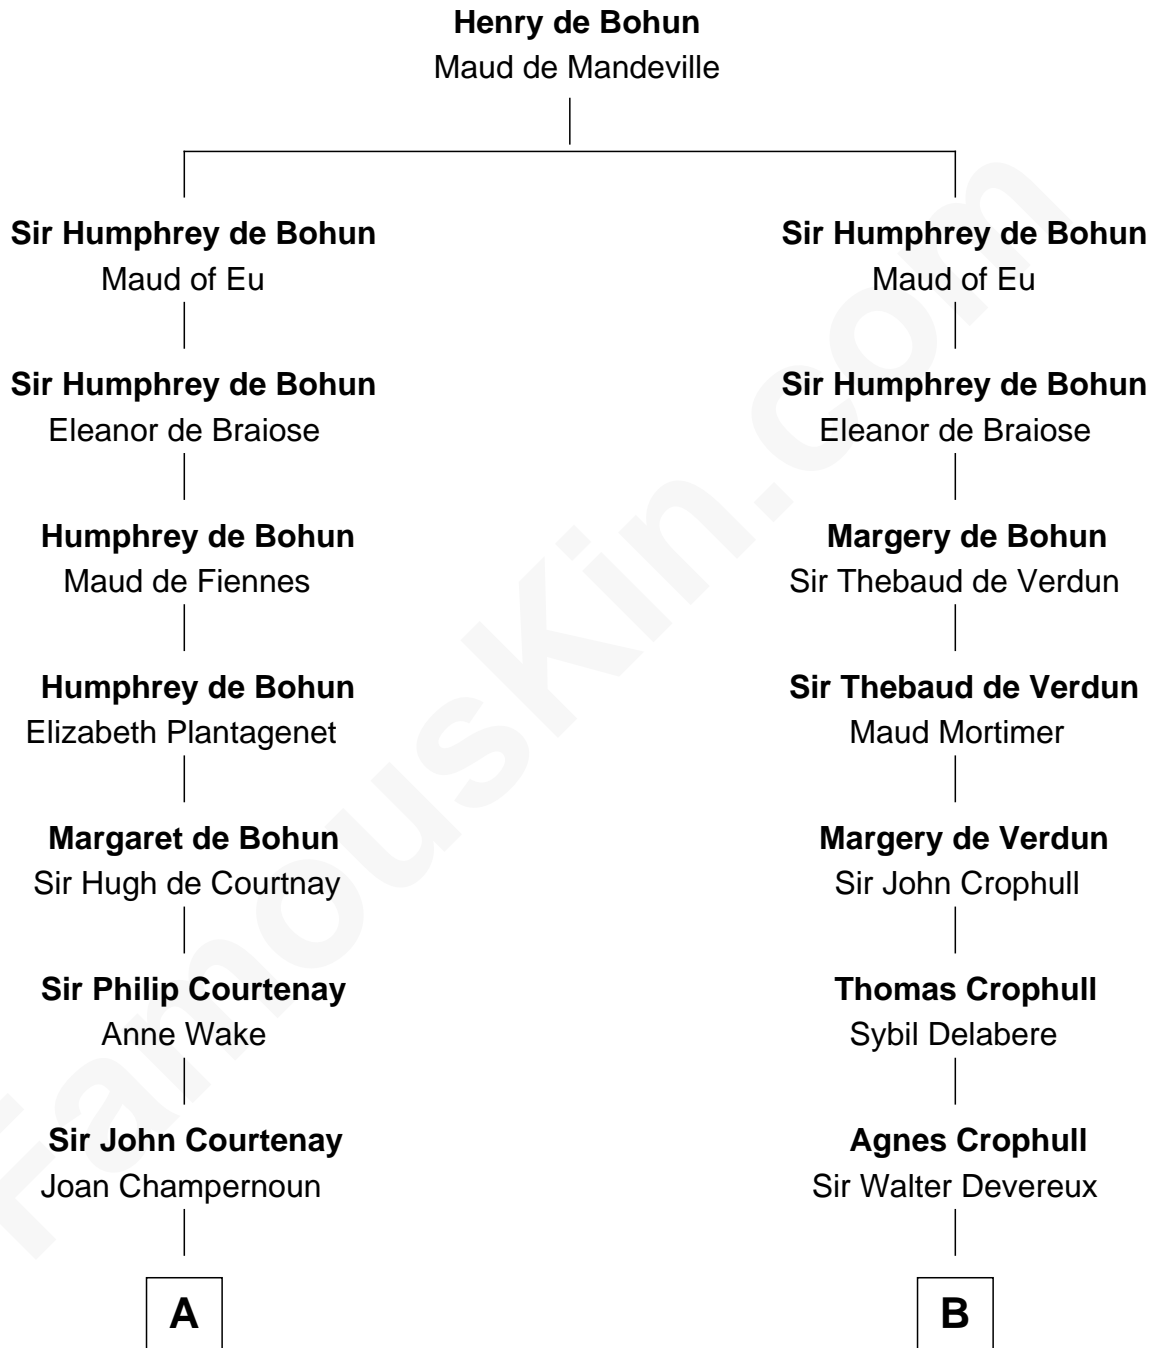 Henry de Bohun
Maud de Mandeville
Sir Humphrey de Bohun
Maud of Eu
Sir Humphrey de Bohun
Maud of Eu
Sir Humphrey de Bohun
Eleanor de Braiose
Sir Humphrey de Bohun
Eleanor de Braiose
Humphrey de Bohun
Maud de Fiennes
Margery de Bohun
Sir Thebaud de Verdun
Humphrey de Bohun
Elizabeth Plantagenet
Sir Thebaud de Verdun
Maud Mortimer
Margaret de Bohun
Sir Hugh de Courtnay
Margery de Verdun
Sir John Crophull
Sir Philip Courtenay
Anne Wake
Thomas Crophull
Sybil Delabere
Sir John Courtenay
Joan Champernoun
Agnes Crophull
Sir Walter Devereux
A
B
FamousKin.com